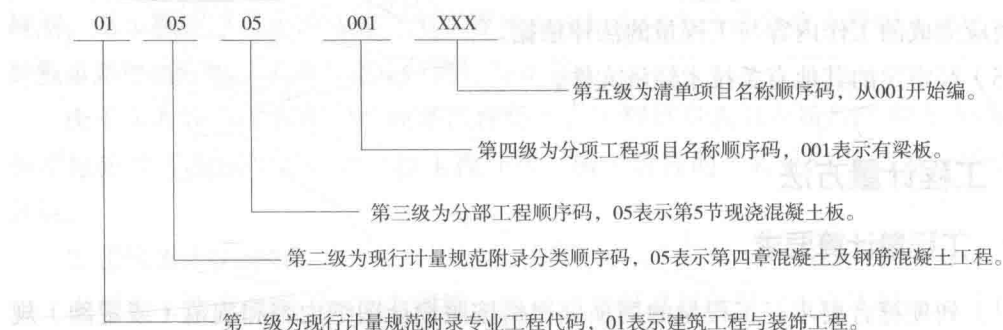 01 05 05 001 XXX
第五级为清单项目名称顺序码，从001开始编。
第四级为分项工程项目名称顺序码，001表示有梁板。
第三级为分部工程顺序码，05表示第5节现浇混凝土板。
第二级为现行计量规范附录分类顺序码，05表示第四章混凝土及钢筋混凝土工程。
第一级为现行计量规范附录专业工程代码，01表示建筑工程与装饰工程。